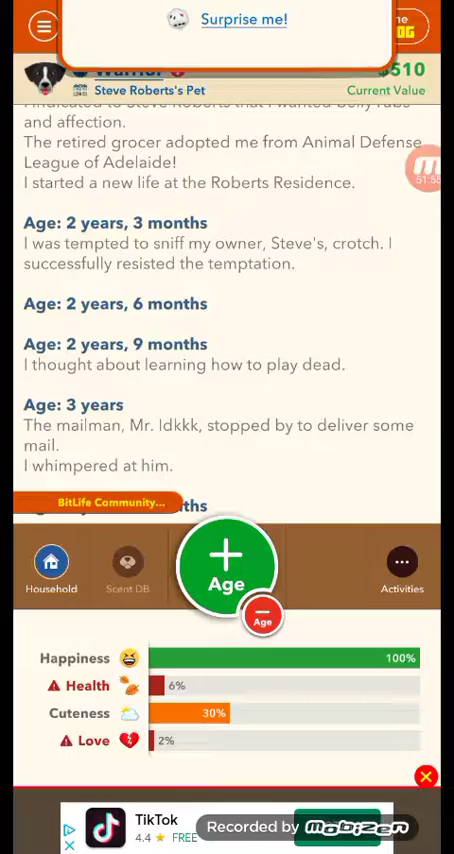 Surprise me!
Warrior
$510
Steve Roberts's Pet
Current Value
and affection.
The retired grocer adopted me from Animal Defense
League of Adelaide!
I started a new life at the Roberts Residence.
51:58
Age: 2 years, 3 months
I was tempted to sniff my owner, Steve's, crotch. I
successfully resisted the temptation.
Age: 2 years, 6 months
Age: 2 years, 9 months
I thought about learning how to play dead.
Age: 3 years
The mailman, Mr. Idkkk, stopped by to deliver some
mail.
I whimpered at him.
BitLife Community...
Household
Scent DB
+
Age
Age
Activities
Happiness
100%
Health
6%
Cuteness
30%
Love
2%
TikTok
4.4 ★ FREE
Recorded by mobizen